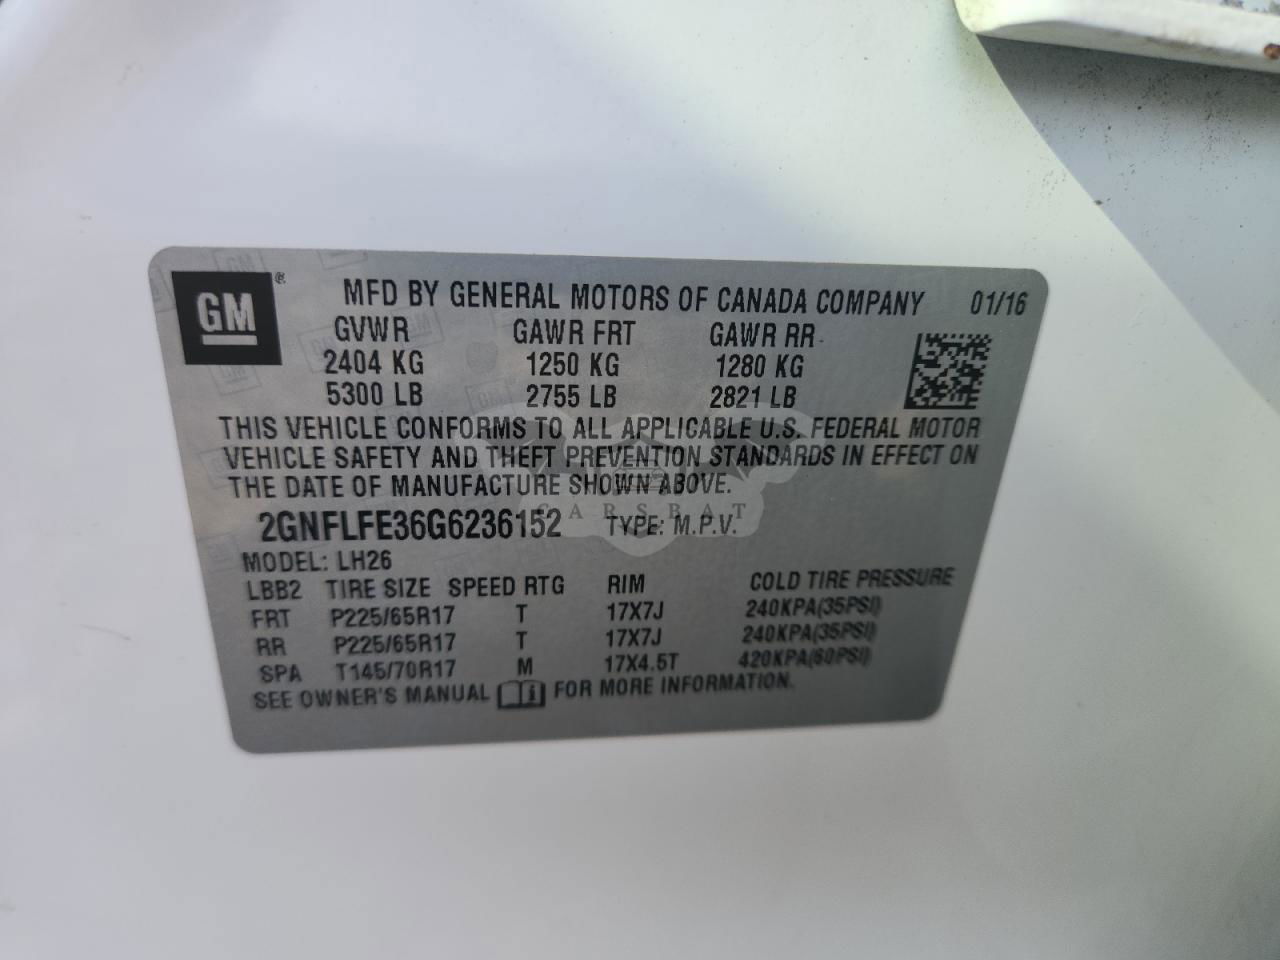 GM ® MFD BY GENERAL MOTORS OF CANADA COMPANY 01/16
GVWR GAWR FRT GAWR RR
2404 KG 1250 KG 1280 KG
5300 LB 2755 LB 2821 LB
THIS VEHICLE CONFORMS TO ALL APPLICABLE U.S. FEDERAL MOTOR
VEHICLE SAFETY AND THEFT PREVENTION STANDARDS IN EFFECT ON
THE DATE OF MANUFACTURE SHOWN ABOVE.
CARSBAT
2GNFLFE36G6236152 TYPE: M.P.V.
MODEL: LH26
LBB2 TIRE SIZE SPEED RTG RIM COLD TIRE PRESSURE
FRT P225/65R17 T 17X7J 240KPA(35PSI)
RR P225/65R17 T 17X7J 240KPA(35PSI)
SPA T145/70R17 M 17X4.5T 420KPA(60PSI)
SEE OWNER'S MANUAL FOR MORE INFORMATION.